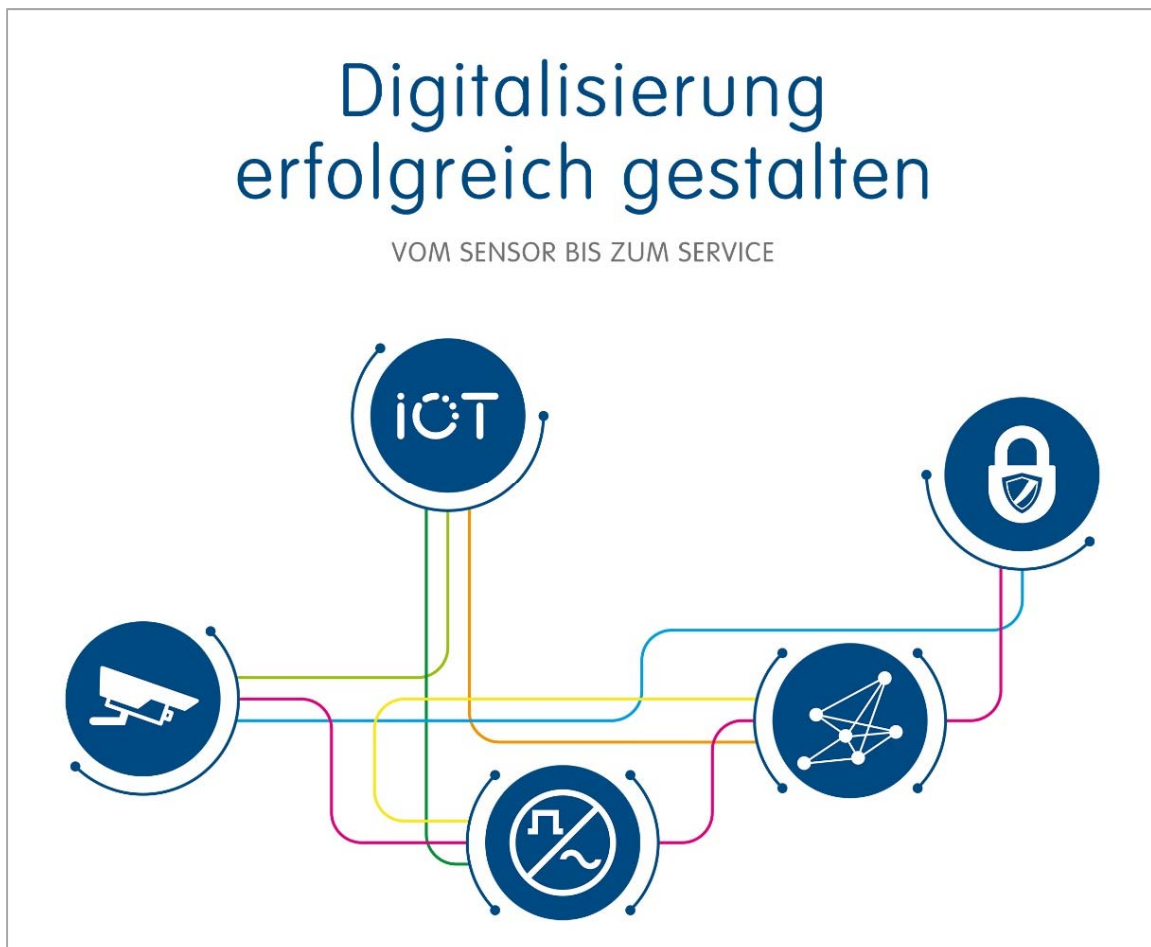 Digitalisierung
erfolgreich gestalten
VOM SENSOR BIS ZUM SERVICE
iOT